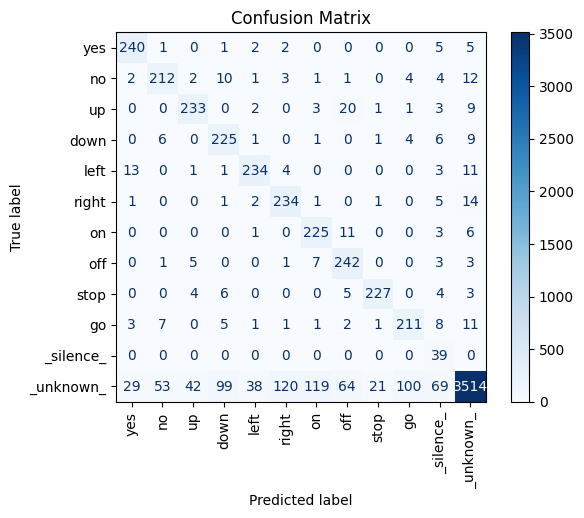 Confusion Matrix
True label
yes 240 1 0 1 2 2 0 0 0 0 5 5
no 2 212 2 10 1 3 1 1 0 4 4 12
up 0 0 233 0 2 0 3 20 1 1 3 9
down 0 6 0 225 1 0 1 0 1 4 6 9
left 13 0 1 1 234 4 0 0 0 0 3 11
right 1 0 0 1 2 234 1 0 1 0 5 14
on 0 0 0 0 1 0 225 11 0 0 3 6
off 0 1 5 0 0 1 7 242 0 0 3 3
stop 0 0 4 6 0 0 0 5 227 0 4 3
go 3 7 0 5 1 1 1 2 1 211 8 11
_silence_ 0 0 0 0 0 0 0 0 0 0 39 0
_unknown_ 29 53 42 99 38 120 119 64 21 100 69 3514
yes no up down left right on off stop go _silence_ _unknown_
Predicted label
3500
3000
2500
2000
1500
1000
500
0